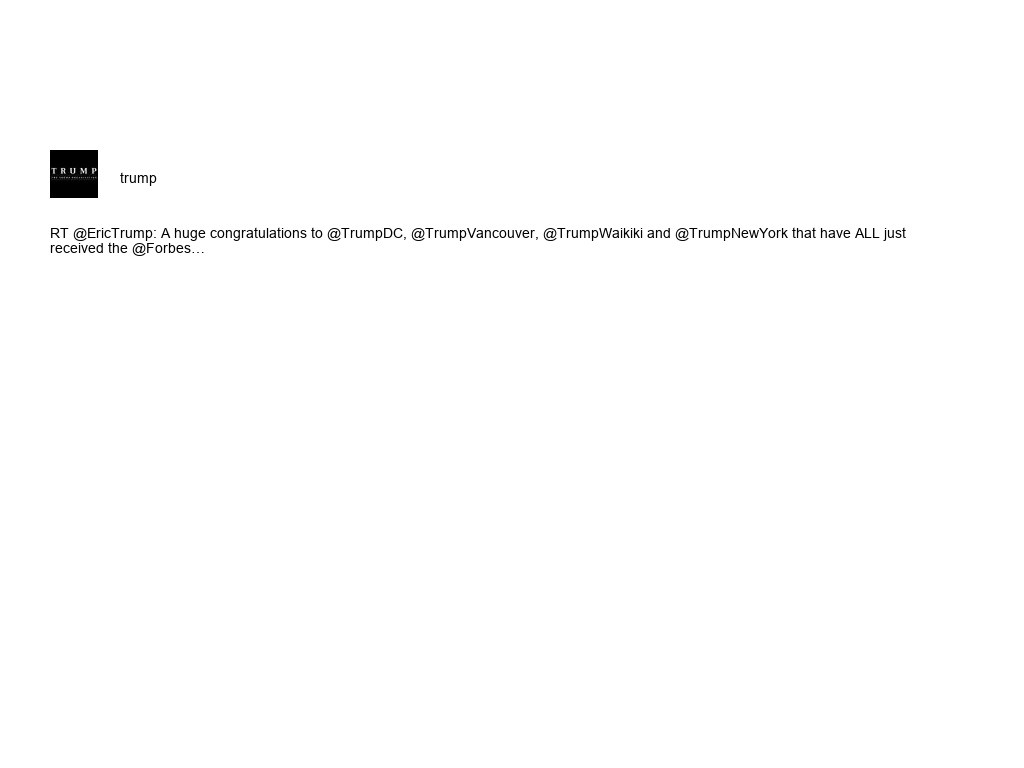 TRUMP
trump
RT @EricTrump: A huge congratulations to @TrumpDC, @TrumpVancouver, @TrumpWaikiki and @TrumpNewYork that have ALL just
received the @Forbes…